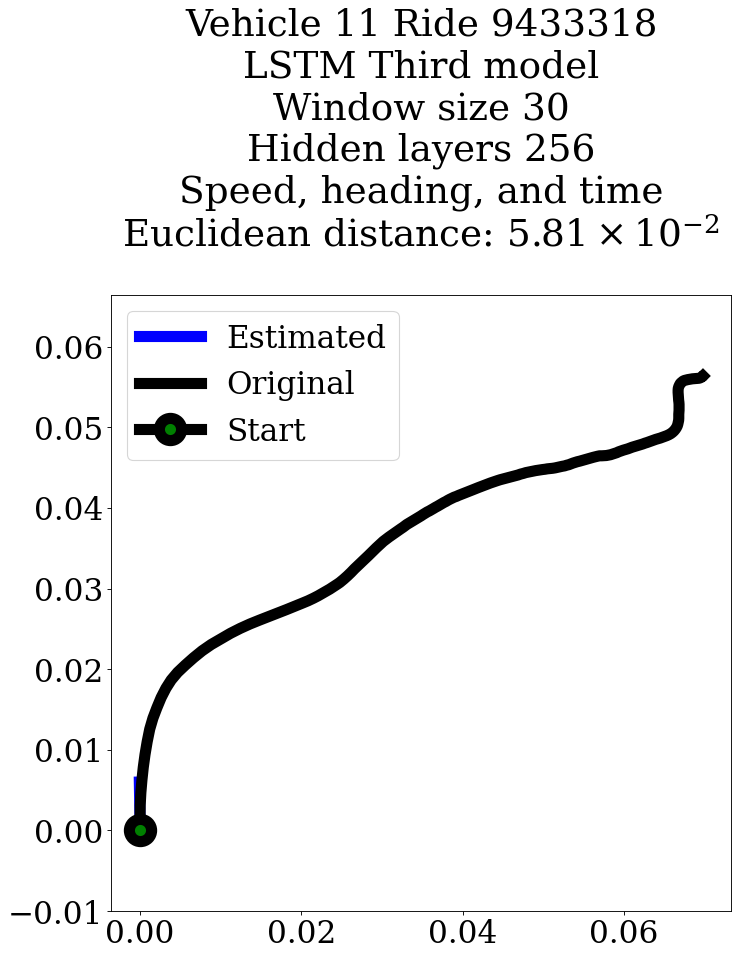 Vehicle 11 Ride 9433318
LSTM Third model
Window size 30
Hidden layers 256
Speed, heading, and time
Euclidean distance: 5.81 × 10⁻²
Estimated
Original
Start
0.06
0.05
0.04
0.03
0.02
0.01
0.00
−0.01
0.00 0.02 0.04 0.06